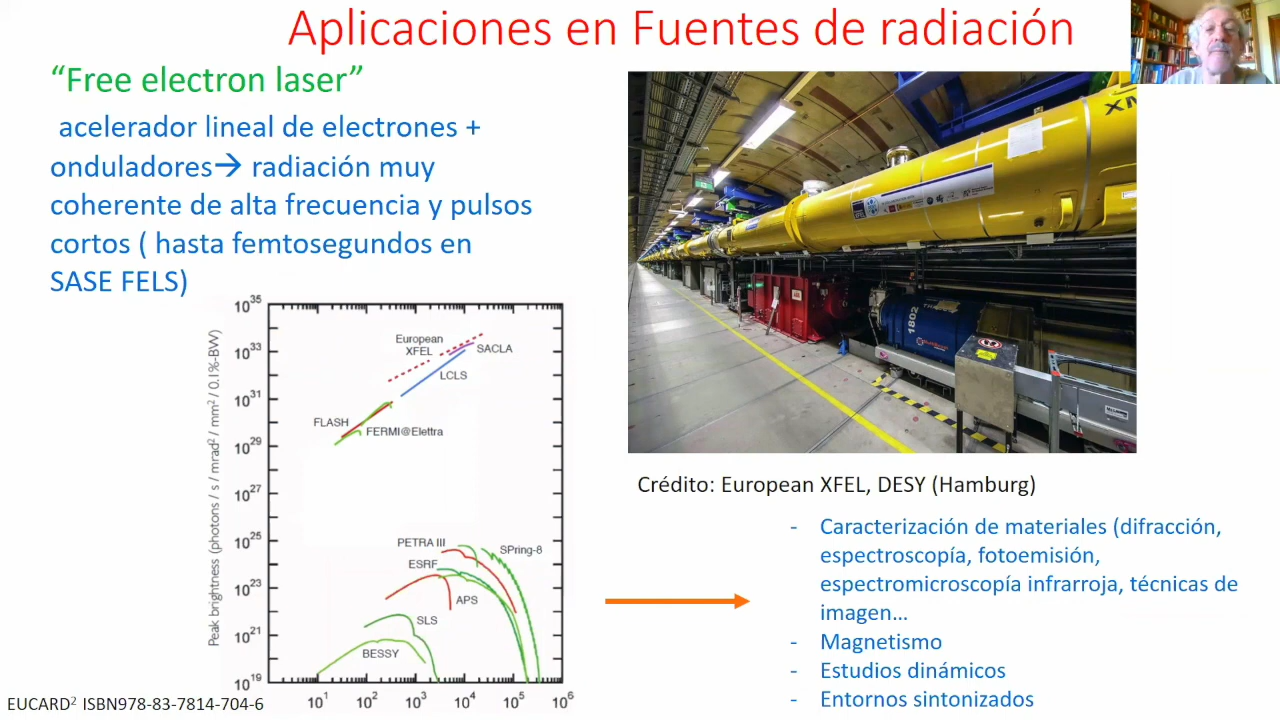 Aplicaciones en Fuentes de radiación
“Free electron laser”
acelerador lineal de electrones +
onduladores→ radiación muy
coherente de alta frecuencia y pulsos
cortos ( hasta femtosegundos en
SASE FELS)
XFEL
1802
Crédito: European XFEL, DESY (Hamburg)
Peak brightness (photons / s / mrad² / mm² / 0.1%-BW)
10³⁵
10³³
10³¹
10²⁹
10²⁷
10²⁵
10²³
10²¹
10¹⁹
10¹
10²
10³
10⁴
10⁵
10⁶
European
XFEL
SACLA
LCLS
FLASH
FERMI@Elettra
PETRA III
SPring-8
ESRF
APS
SLS
BESSY
- Caracterización de materiales (difracción,
espectroscopía, fotoemisión,
espectromicroscopía infrarroja, técnicas de
imagen...
- Magnetismo
- Estudios dinámicos
- Entornos sintonizados
EUCARD² ISBN978-83-7814-704-6